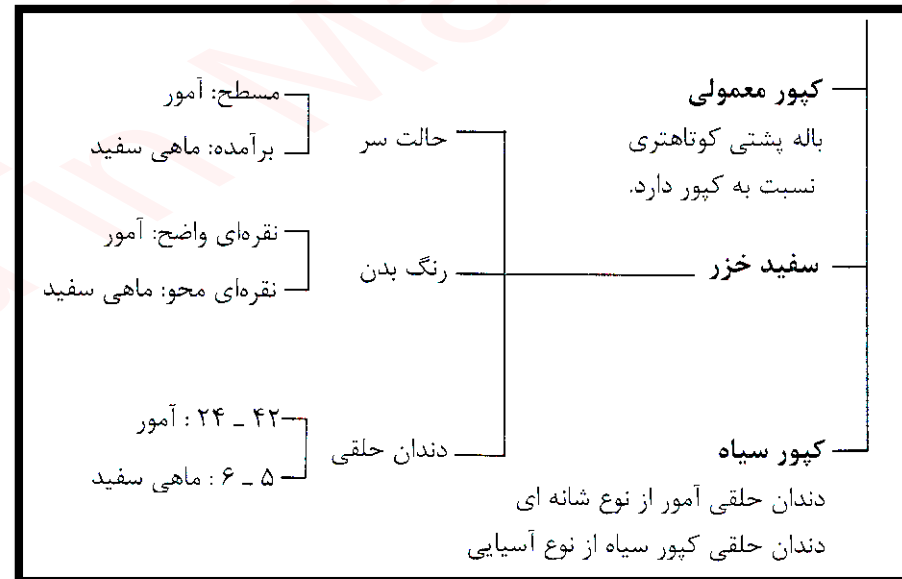 کپور معمولی
باله پشتی کوتاهتری
نسبت به کپور دارد.
سفید خزر
حالت سر
مسطح: آمور
برآمده: ماهی سفید
رنگ بدن
نقره‌ای واضح: آمور
نقره‌ای محو: ماهی سفید
دندان حلقی
۴۲ _ ۲۴ : آمور
۵ _ ۶ : ماهی سفید
کپور سیاه
دندان حلقی آمور از نوع شانه ای
دندان حلقی کپور سیاه از نوع آسیایی